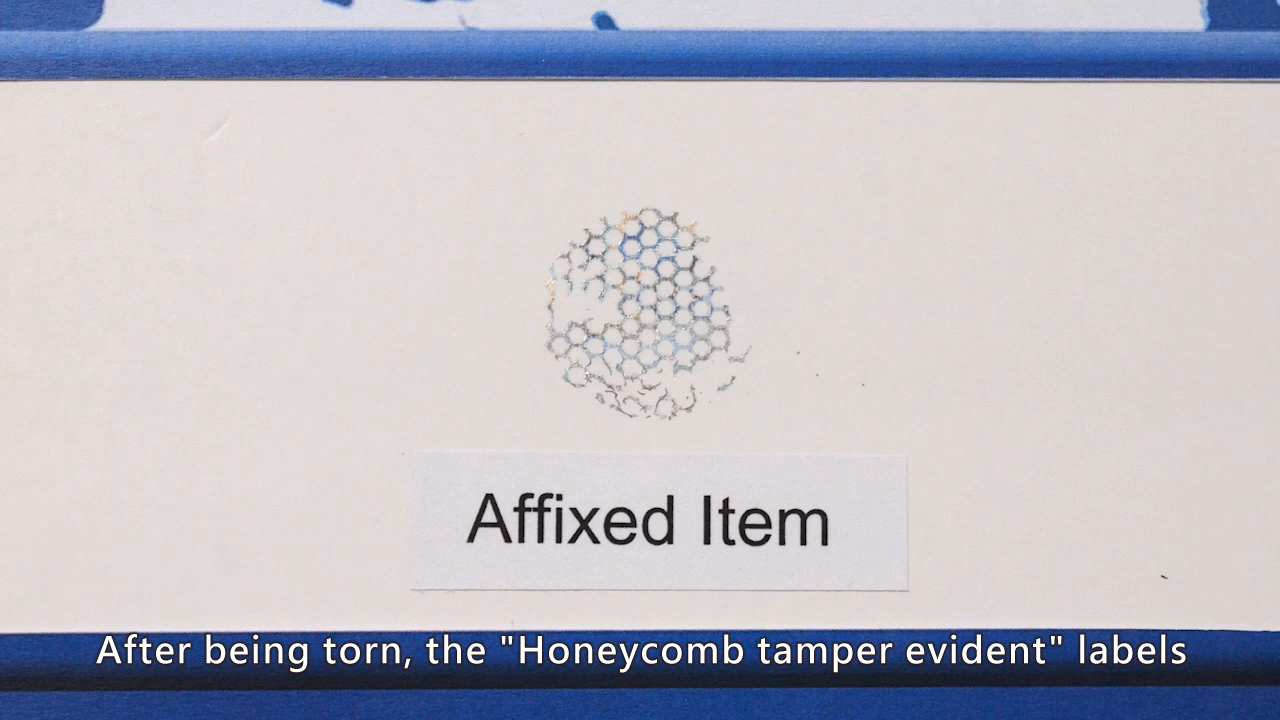 Affixed Item
After being torn, the "Honeycomb tamper evident" labels